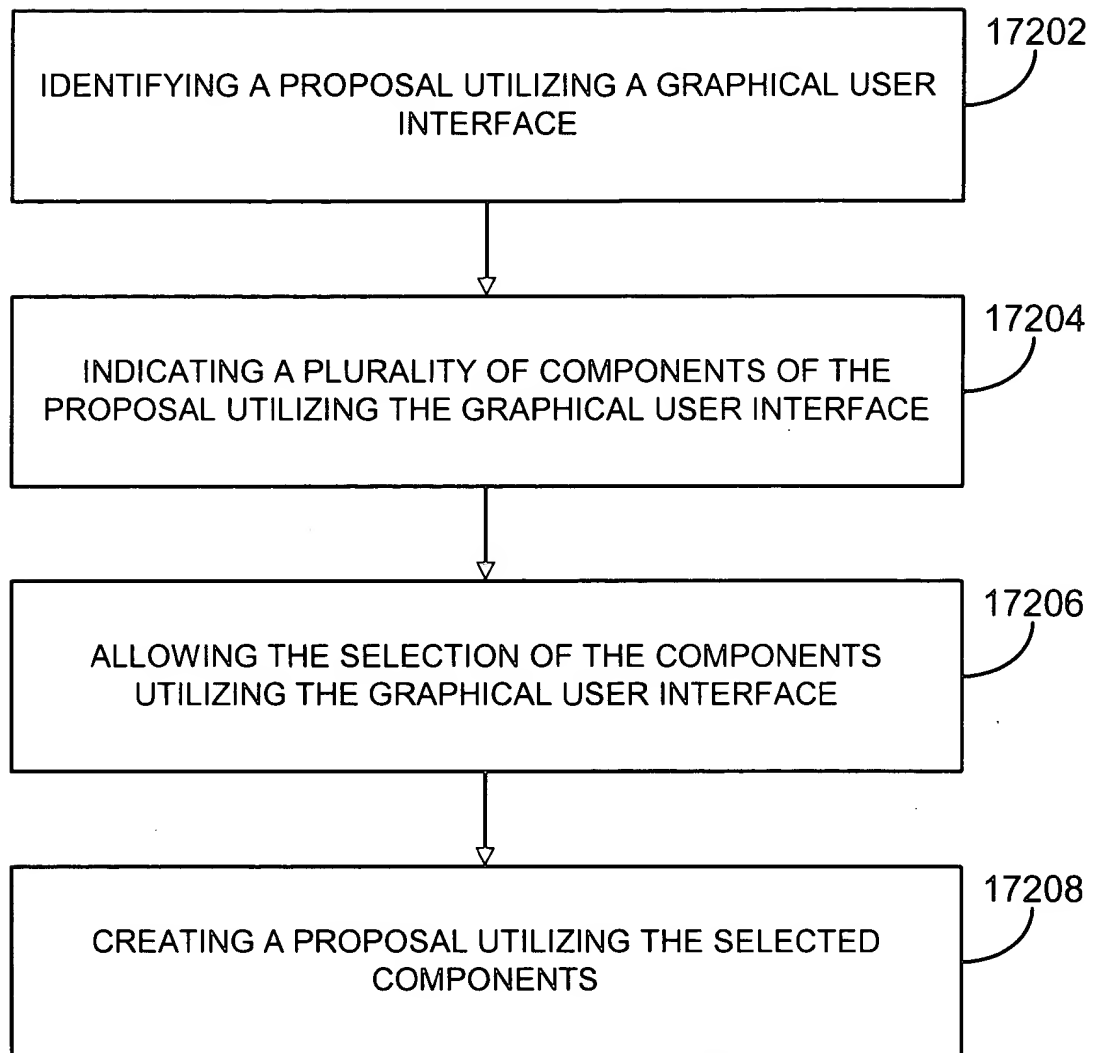 17202
IDENTIFYING A PROPOSAL UTILIZING A GRAPHICAL USER
INTERFACE
17204
INDICATING A PLURALITY OF COMPONENTS OF THE
PROPOSAL UTILIZING THE GRAPHICAL USER INTERFACE
17206
ALLOWING THE SELECTION OF THE COMPONENTS
UTILIZING THE GRAPHICAL USER INTERFACE
17208
CREATING A PROPOSAL UTILIZING THE SELECTED
COMPONENTS